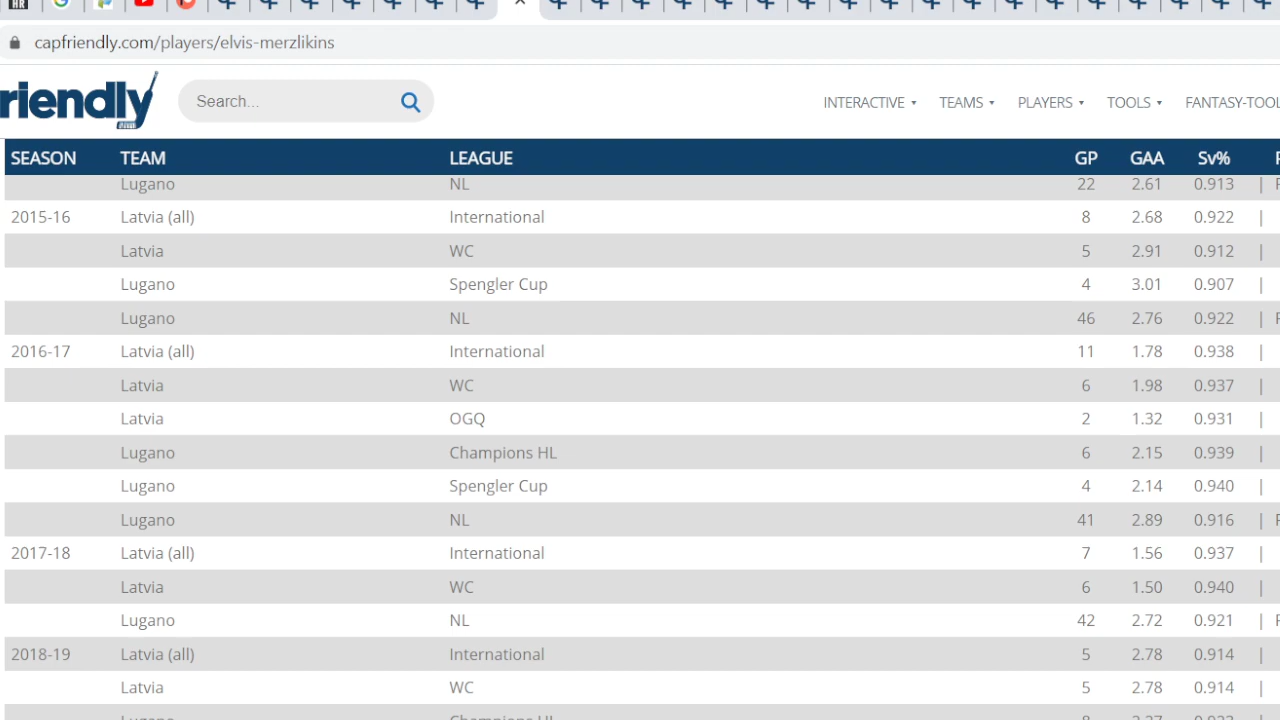 HR
capfriendly.com/players/elvis-merzlikins
riendly
Search...
INTERACTIVE ▾ TEAMS ▾ PLAYERS ▾ TOOLS ▾ FANTASY-TOOL
SEASON TEAM LEAGUE GP GAA Sv%
Lugano NL 22 2.61 0.913 |
2015-16 Latvia (all) International 8 2.68 0.922 |
Latvia WC 5 2.91 0.912 |
Lugano Spengler Cup 4 3.01 0.907 |
Lugano NL 46 2.76 0.922 |
2016-17 Latvia (all) International 11 1.78 0.938 |
Latvia WC 6 1.98 0.937 |
Latvia OGQ 2 1.32 0.931 |
Lugano Champions HL 6 2.15 0.939 |
Lugano Spengler Cup 4 2.14 0.940 |
Lugano NL 41 2.89 0.916 |
2017-18 Latvia (all) International 7 1.56 0.937 |
Latvia WC 6 1.50 0.940 |
Lugano NL 42 2.72 0.921 |
2018-19 Latvia (all) International 5 2.78 0.914 |
Latvia WC 5 2.78 0.914 |